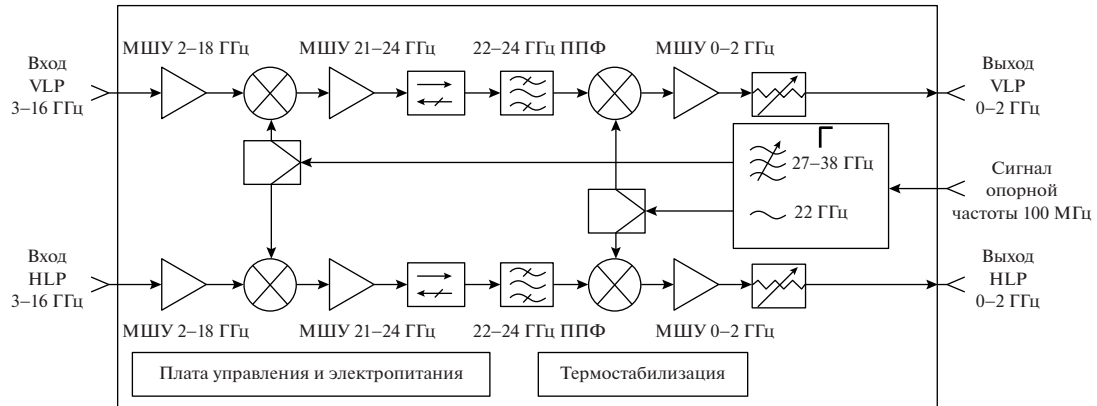 МШУ 2–18 ГГц
МШУ 21–24 ГГц
22–24 ГГц ППФ
МШУ 0–2 ГГц
Вход
VLP
3–16 ГГц
Выход
VLP
0–2 ГГц
Г
27–38 ГГц
22 ГГц
Сигнал
опорной
частоты 100 МГц
Вход
HLP
3–16 ГГц
Выход
HLP
0–2 ГГц
МШУ 2–18 ГГц
МШУ 21–24 ГГц
22–24 ГГц ППФ
МШУ 0–2 ГГц
Плата управления и электропитания
Термостабилизация